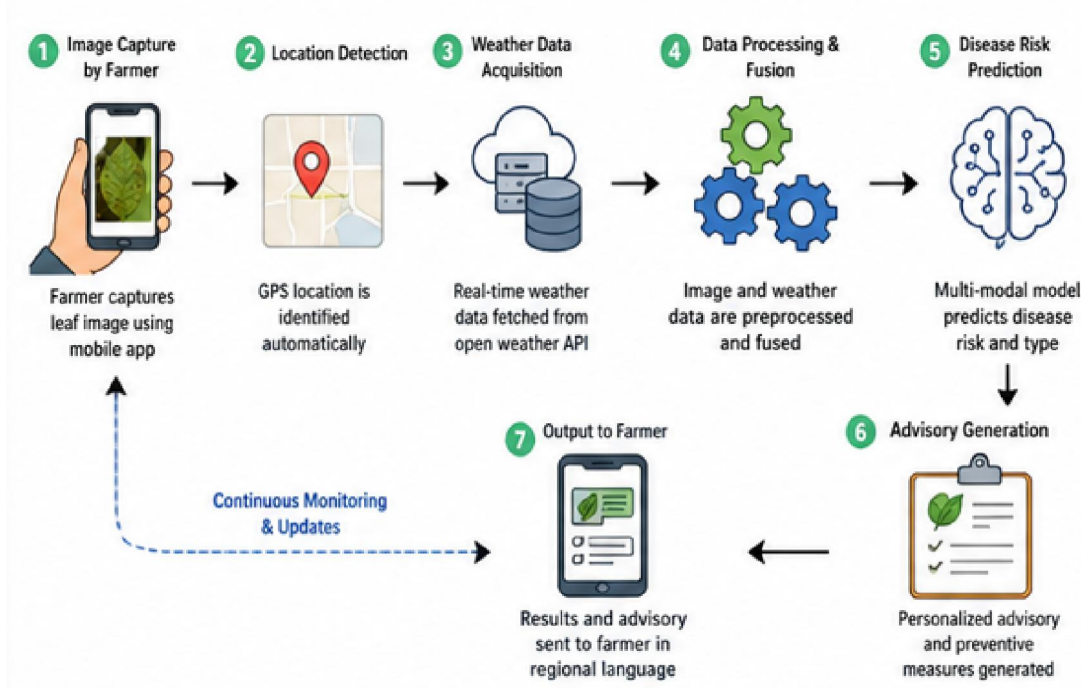 1 Image Capture
by Farmer
2 Location Detection
3 Weather Data
Acquisition
4 Data Processing &
Fusion
5 Disease Risk
Prediction
Farmer captures
leaf image using
mobile app
GPS location is
identified
automatically
Real-time weather
data fetched from
open weather API
Image and weather
data are preprocessed
and fused
Multi-modal model
predicts disease
risk and type
7 Output to Farmer
6 Advisory Generation
Continuous Monitoring
& Updates
Results and advisory
sent to farmer in
regional language
Personalized advisory
and preventive
measures generated